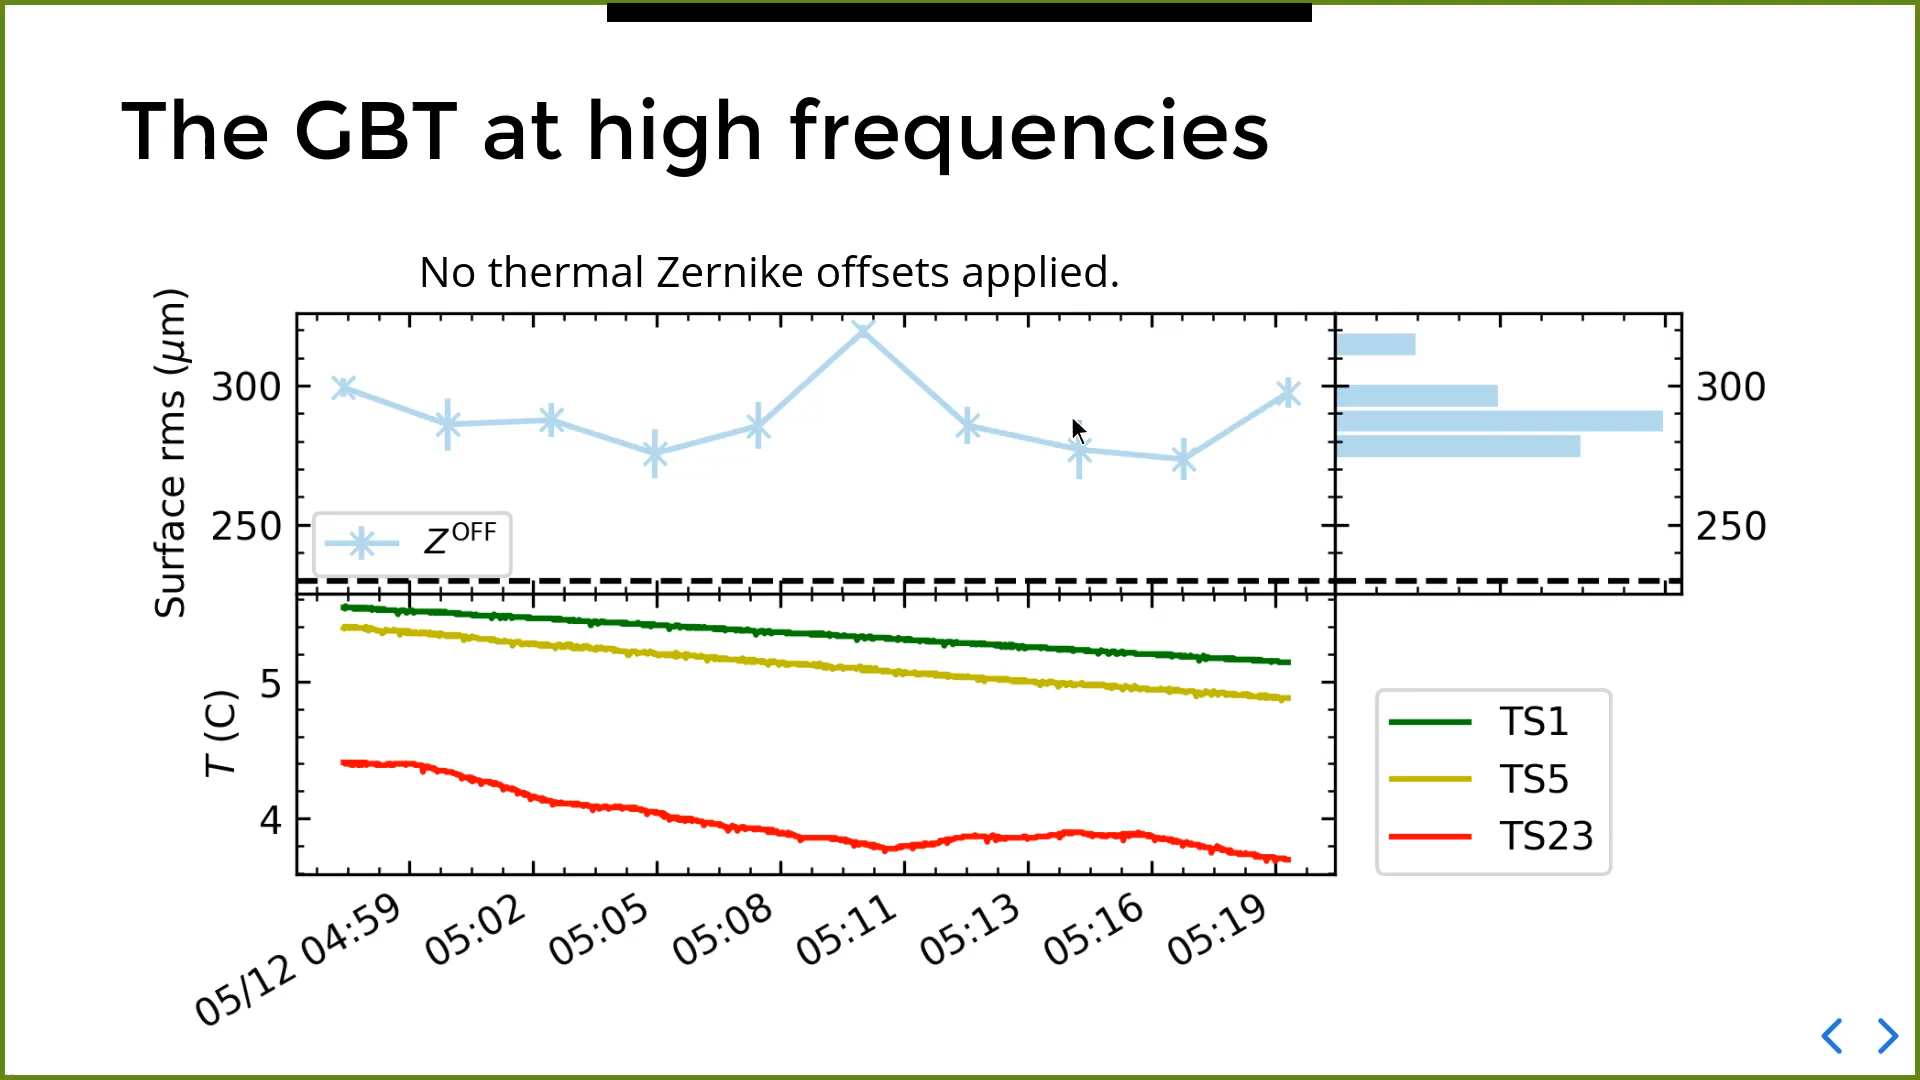 The GBT at high frequencies
No thermal Zernike offsets applied.
Surface rms (μm)
300
250
Z^OFF
300
250
T (C)
5
4
TS1
TS5
TS23
05/12 04:59
05:02
05:05
05:08
05:11
05:13
05:16
05:19